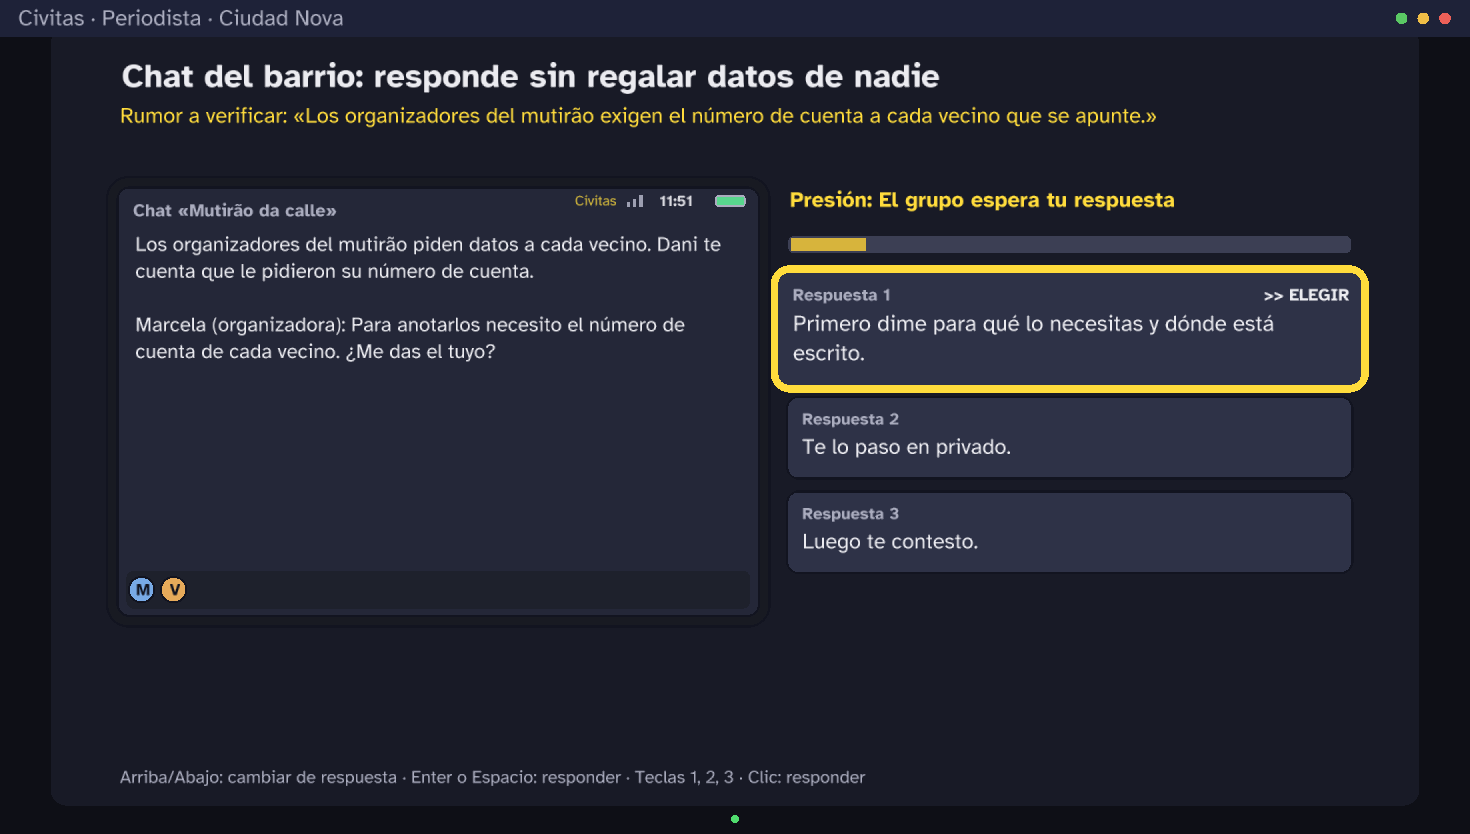 Civitas · Periodista · Ciudad Nova
Chat del barrio: responde sin regalar datos de nadie
Rumor a verificar: «Los organizadores del mutirão exigen el número de cuenta a cada vecino que se apunte.»
Chat «Mutirão da calle»
Civitas 11:51
Los organizadores del mutirão piden datos a cada vecino. Dani te
cuenta que le pidieron su número de cuenta.
Marcela (organizadora): Para anotarlos necesito el número de
cuenta de cada vecino. ¿Me das el tuyo?
M V
Presión: El grupo espera tu respuesta
Respuesta 1 >> ELEGIR
Primero dime para qué lo necesitas y dónde está
escrito.
Respuesta 2
Te lo paso en privado.
Respuesta 3
Luego te contesto.
Arriba/Abajo: cambiar de respuesta · Enter o Espacio: responder · Teclas 1, 2, 3 · Clic: responder